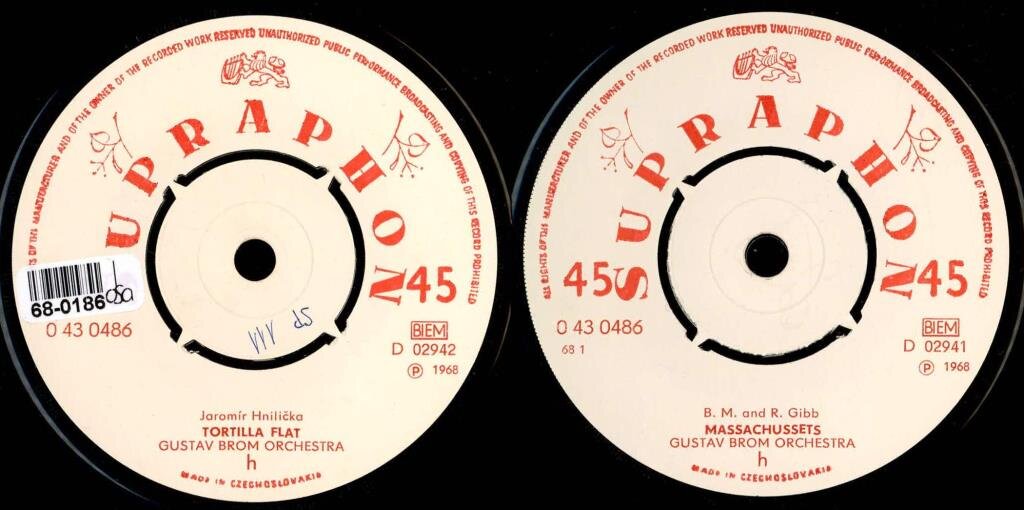 S OF THE MANUFACTURER AND OF THE OWNER OF THE RECORDED WORK RESERVED UNAUTHORIZED PUBLIC PERFORMANCE BROADCASTING AND COPYING OF THIS RECORD PROHIBITED
UPRAPHON
45
68-0186
0 43 0486
BIEM
D 02942
Ⓟ 1968
Jaromír Hnilička
TORTILLA FLAT
GUSTAV BROM ORCHESTRA
h
MADE IN CZECHOSLOVAKIA
ALL RIGHTS OF THE MANUFACTURER AND OF THE OWNER OF THE RECORDED WORK RESERVED UNAUTHORIZED PUBLIC PERFORMANCE BROADCASTING AND COPYING OF THIS RECORD PROHIBITED
SUPRAPHON
45 45
0 43 0486
68 1
BIEM
D 02941
Ⓟ 1968
B. M. and R. Gibb
MASSACHUSSETS
GUSTAV BROM ORCHESTRA
h
MADE IN CZECHOSLOVAKIA